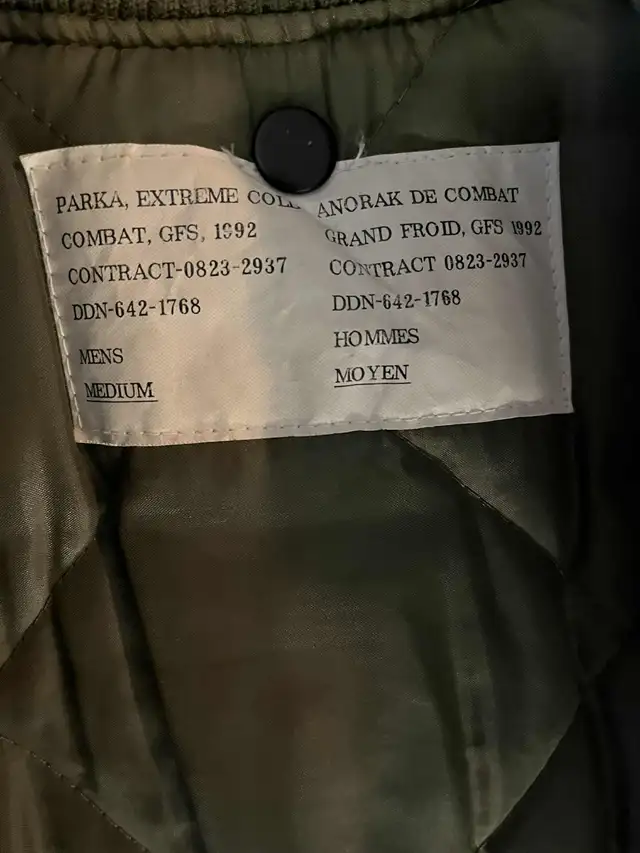 PARKA, EXTREME
COMBAT, GFS, 1992
CONTRACT-0823-2937
DDN-642-1768
MENS
MEDIUM
ANORAK DE COMBAT
GRAND FROID, GFS 1992
CONTRACT 0823-2937
DDN-642-1768
HOMMES
MOYEN